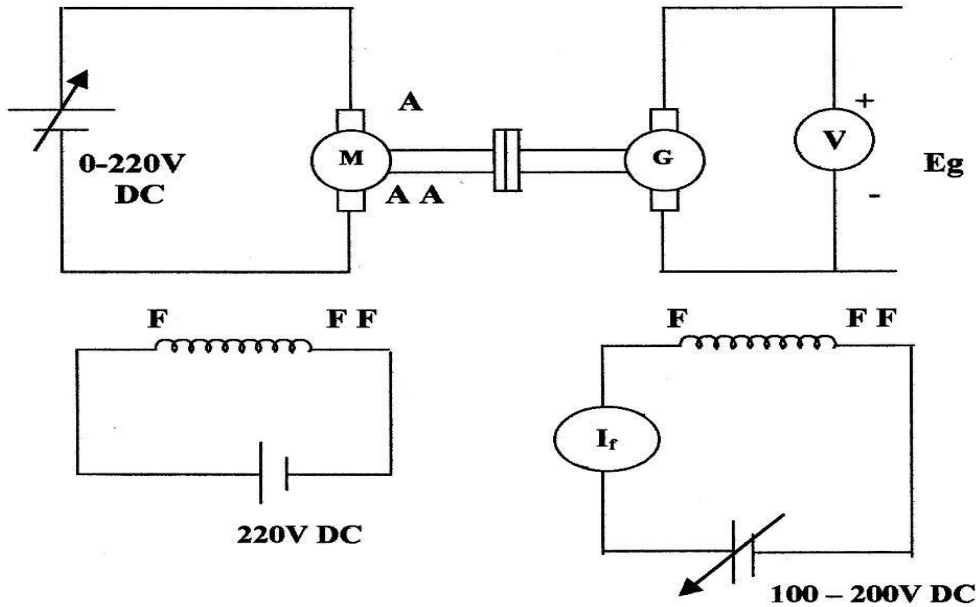 A
0-220V
DC
M
A A
G
V
+
-
Eg
F
F F
220V DC
F
F F
If
100 – 200V DC